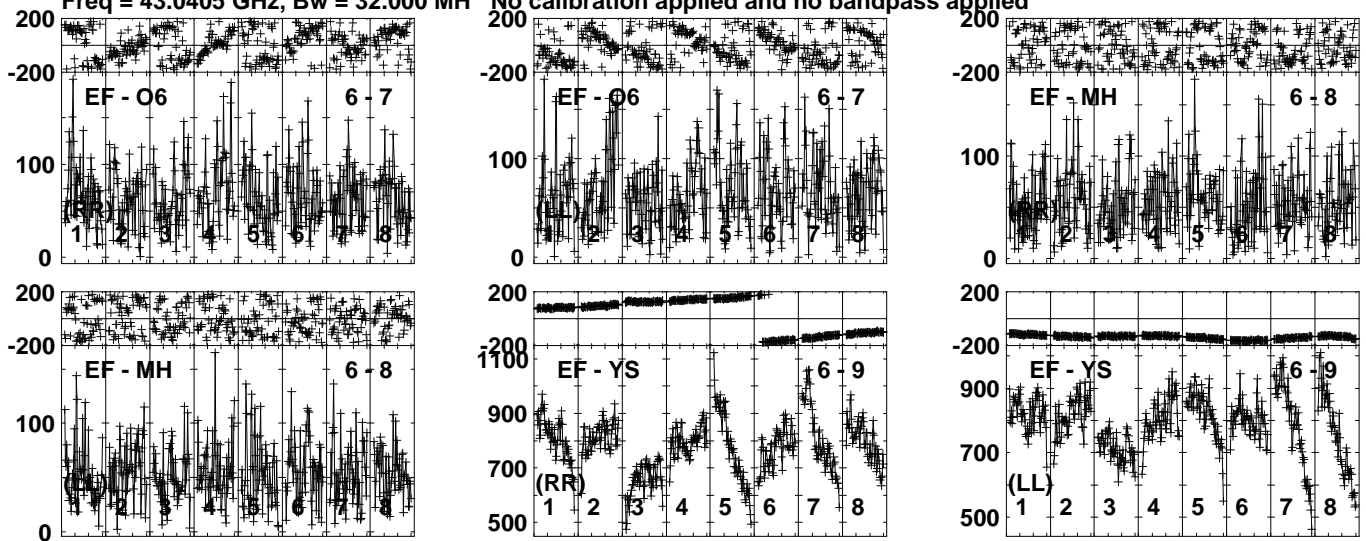 Freq = 43.0405 GHz, Bw = 32.000 MH No calibration applied and no bandpass applied
200
-200
EF - O6 6 - 7
100
(RR)
1 2 3 4 5 6 7 8
0
200
-200
EF - O6 6 - 7
100
(LL)
1 2 3 4 5 6 7 8
0
200
-200
EF - MH 6 - 8
100
(RR)
1 2 3 4 5 6 7 8
0
200
-200
EF - MH 6 - 8
100
(LL)
1 2 3 4 5 6 7 8
0
200
-200
1100
EF - YS 6 - 9
900
700
(RR)
1 2 3 4 5 6 7 8
500
200
-200
EF - YS 6 - 9
900
700
(LL)
1 2 3 4 5 6 7 8
500